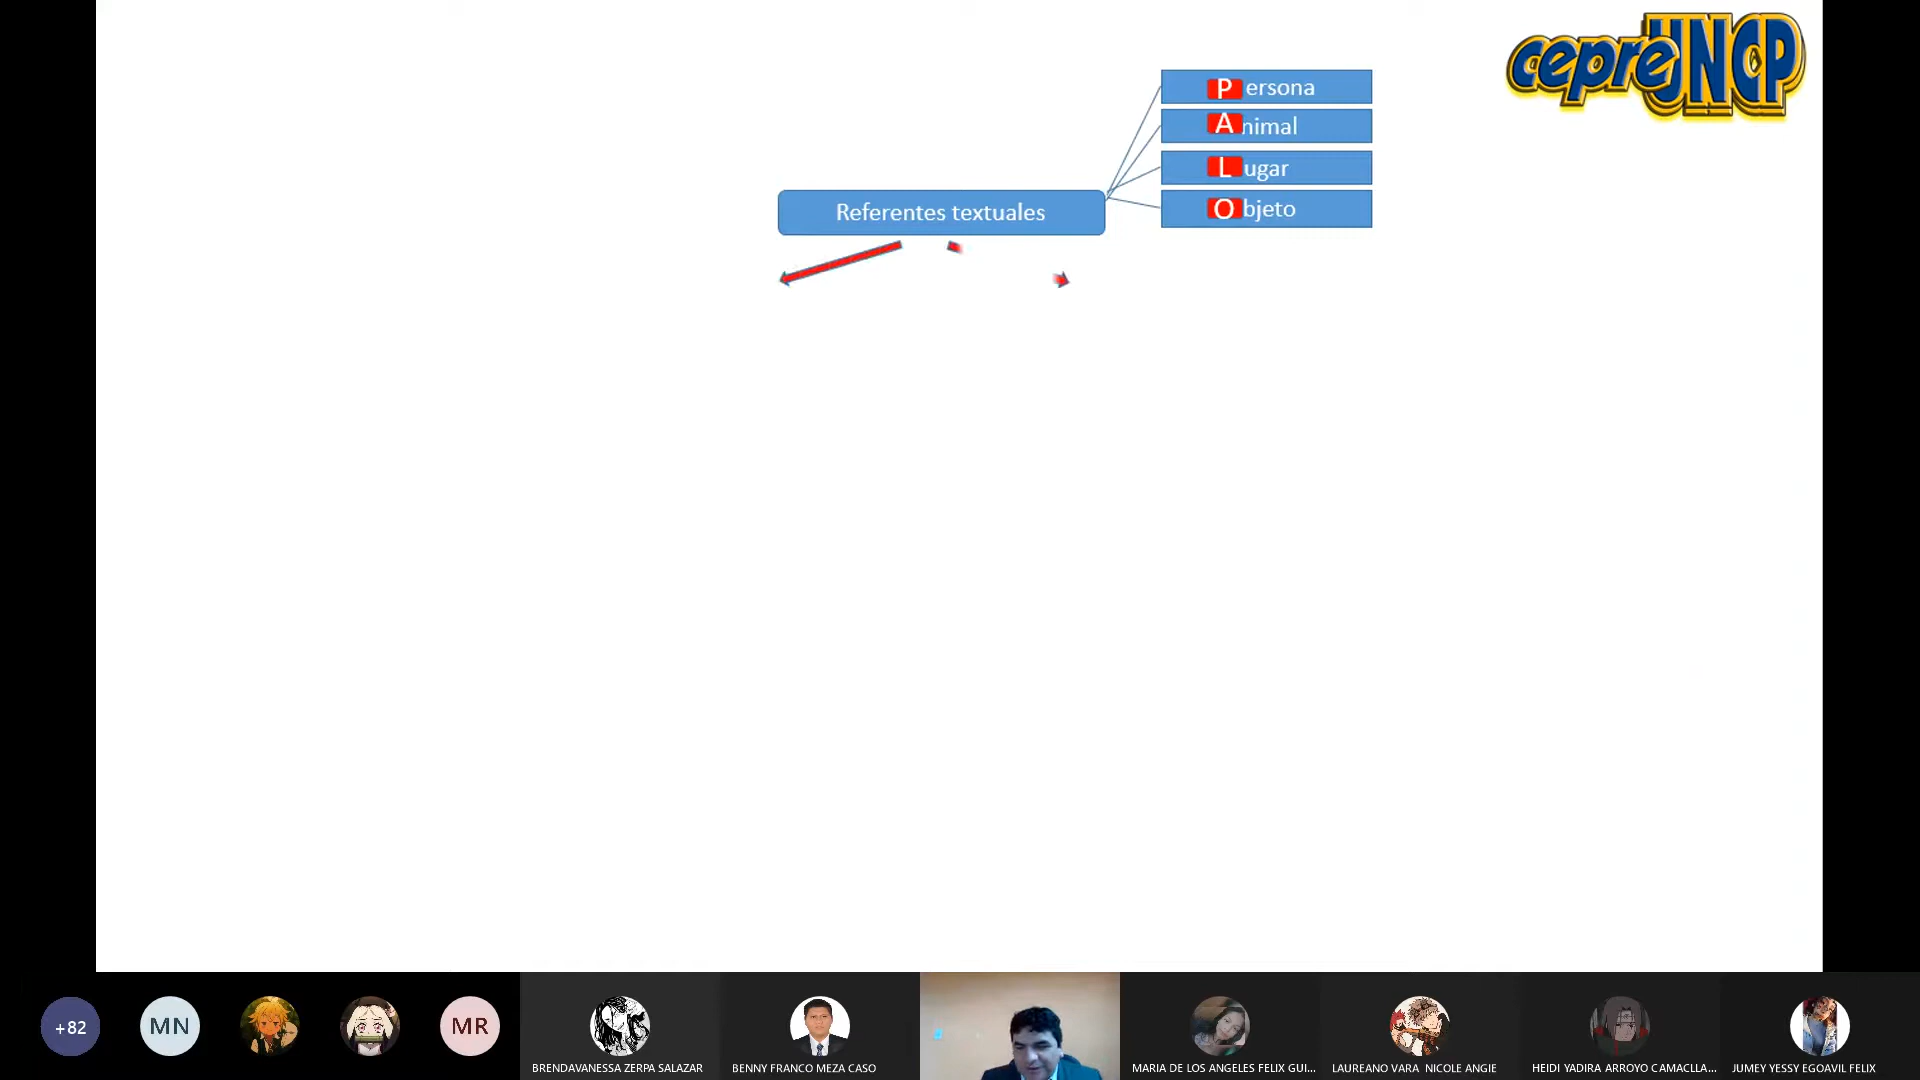 cepreUNCP
Persona
Animal
Lugar
Objeto
Referentes textuales
+82
MN
MR
BRENDAVANESSA ZERPA SALAZAR
BENNY FRANCO MEZA CASO
MARIA DE LOS ANGELES FELIX GUI...
LAUREANO VARA NICOLE ANGIE
HEIDI YADIRA ARROYO CAMACLLA...
JUMEY YESSY EGOAVIL FELIX